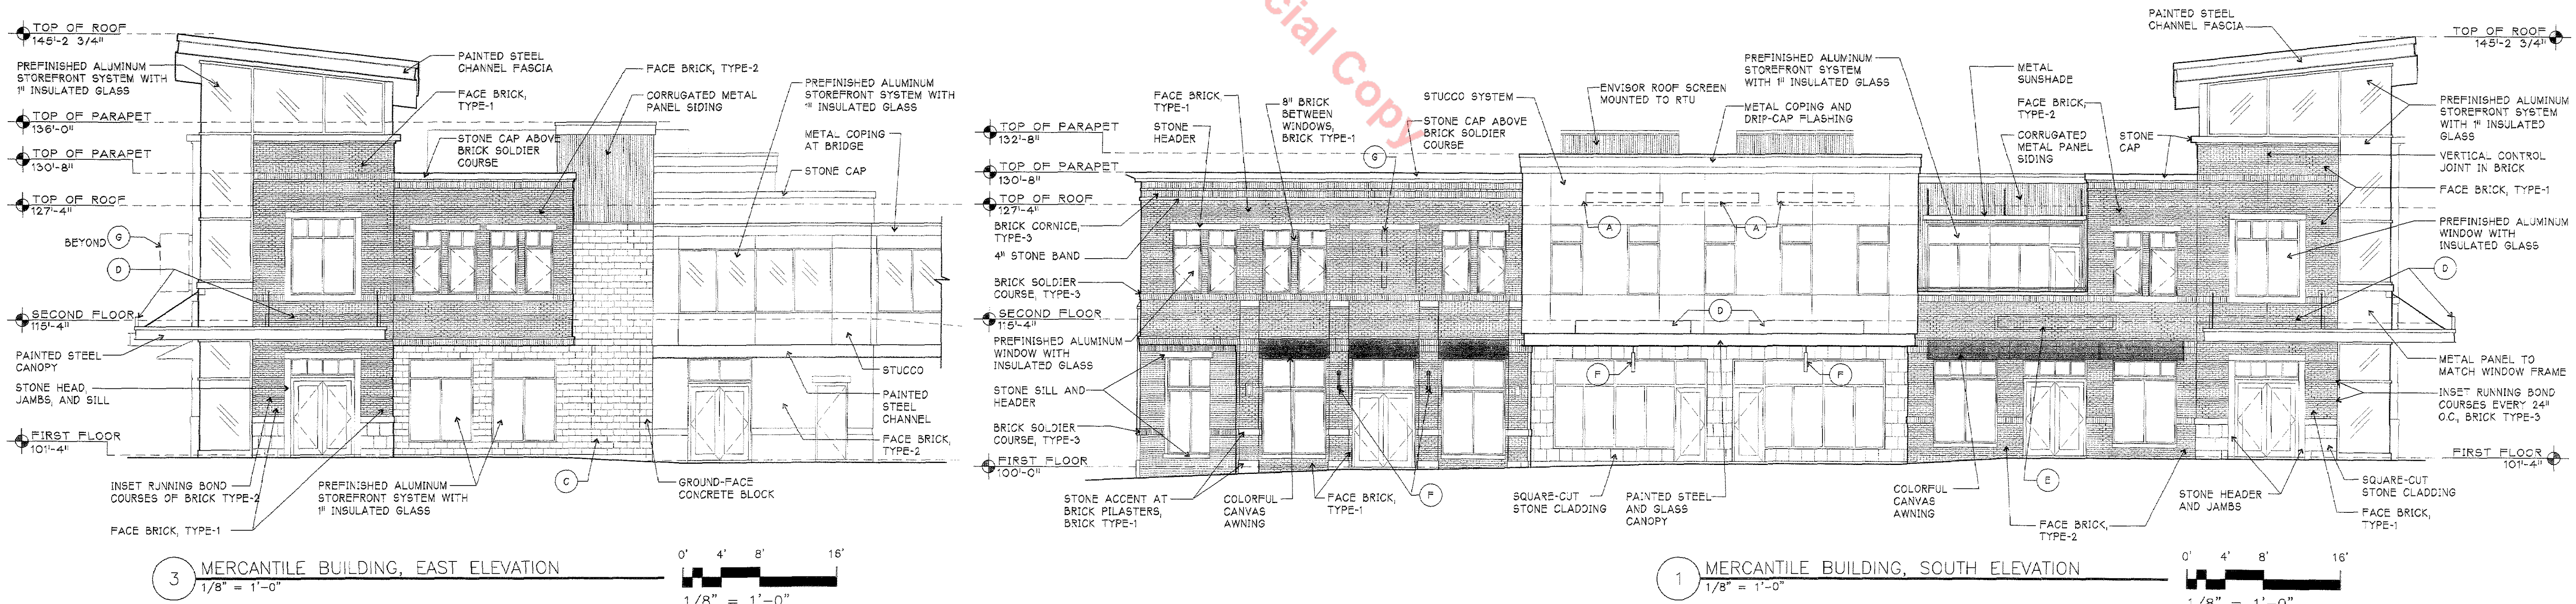 TOP OF ROOF
145'-2 3/4"
PREFINISHED ALUMINUM
STOREFRONT SYSTEM WITH
1" INSULATED GLASS
TOP OF PARAPET
136'-0"
TOP OF PARAPET
130'-8"
TOP OF ROOF
127'-4"
BEYOND
G
D
SECOND FLOOR
115'-4"
PAINTED STEEL
CANOPY
STONE HEAD,
JAMBS, AND SILL
FIRST FLOOR
101'-4"
INSET RUNNING BOND
COURSES OF BRICK TYPE-2
FACE BRICK, TYPE-1
PAINTED STEEL
CHANNEL FASCIA
FACE BRICK,
TYPE-1
STONE CAP ABOVE
BRICK SOLDIER
COURSE
FACE BRICK, TYPE-2
CORRUGATED METAL
PANEL SIDING
PREFINISHED ALUMINUM
STOREFRONT SYSTEM WITH
1" INSULATED GLASS
METAL COPING
AT BRIDGE
STONE CAP
STUCCO
PAINTED
STEEL
CHANNEL
FACE BRICK,
TYPE-2
PREFINISHED ALUMINUM
STOREFRONT SYSTEM WITH
1" INSULATED GLASS
C
GROUND-FACE
CONCRETE BLOCK
3
MERCANTILE BUILDING, EAST ELEVATION
1/8" = 1'-0"
0' 4' 8' 16'
1/8" = 1'-0"
cial Copy
TOP OF PARAPET
132'-8"
TOP OF PARAPET
130'-8"
TOP OF ROOF
127'-4"
BRICK CORNICE,
TYPE-3
4" STONE BAND
BRICK SOLDIER
COURSE, TYPE-3
SECOND FLOOR
115'-4"
PREFINISHED ALUMINUM
WINDOW WITH
INSULATED GLASS
STONE SILL AND
HEADER
BRICK SOLDIER
COURSE, TYPE-3
FIRST FLOOR
100'-0"
STONE ACCENT AT
BRICK PILASTERS,
BRICK TYPE-1
COLORFUL
CANVAS
AWNING
FACE BRICK,
TYPE-1
F
FACE BRICK,
TYPE-1
STONE
HEADER
8" BRICK
BETWEEN
WINDOWS,
BRICK TYPE-1
G
STUCCO SYSTEM
STONE CAP ABOVE
BRICK SOLDIER
COURSE
ENVISOR ROOF SCREEN
MOUNTED TO RTU
METAL COPING AND
DRIP-CAP FLASHING
PREFINISHED ALUMINUM
STOREFRONT SYSTEM
WITH 1" INSULATED GLASS
A
A
D
F
F
SQUARE-CUT
STONE CLADDING
PAINTED STEEL
AND GLASS
CANOPY
METAL
SUNSHADE
FACE BRICK,
TYPE-2
CORRUGATED
METAL PANEL
SIDING
STONE
CAP
PAINTED STEEL
CHANNEL FASCIA
TOP OF ROOF
145'-2 3/4"
PREFINISHED ALUMINUM
STOREFRONT SYSTEM
WITH 1" INSULATED
GLASS
VERTICAL CONTROL
JOINT IN BRICK
FACE BRICK, TYPE-1
PREFINISHED ALUMINUM
WINDOW WITH
INSULATED GLASS
D
METAL PANEL TO
MATCH WINDOW FRAME
INSET RUNNING BOND
COURSES EVERY 24"
O.C., BRICK TYPE-3
FIRST FLOOR
101'-4"
SQUARE-CUT
STONE CLADDING
FACE BRICK,
TYPE-1
STONE HEADER
AND JAMBS
E
COLORFUL
CANVAS
AWNING
FACE BRICK,
TYPE-2
1
MERCANTILE BUILDING, SOUTH ELEVATION
1/8" = 1'-0"
0' 4' 8' 16'
1/8" = 1'-0"